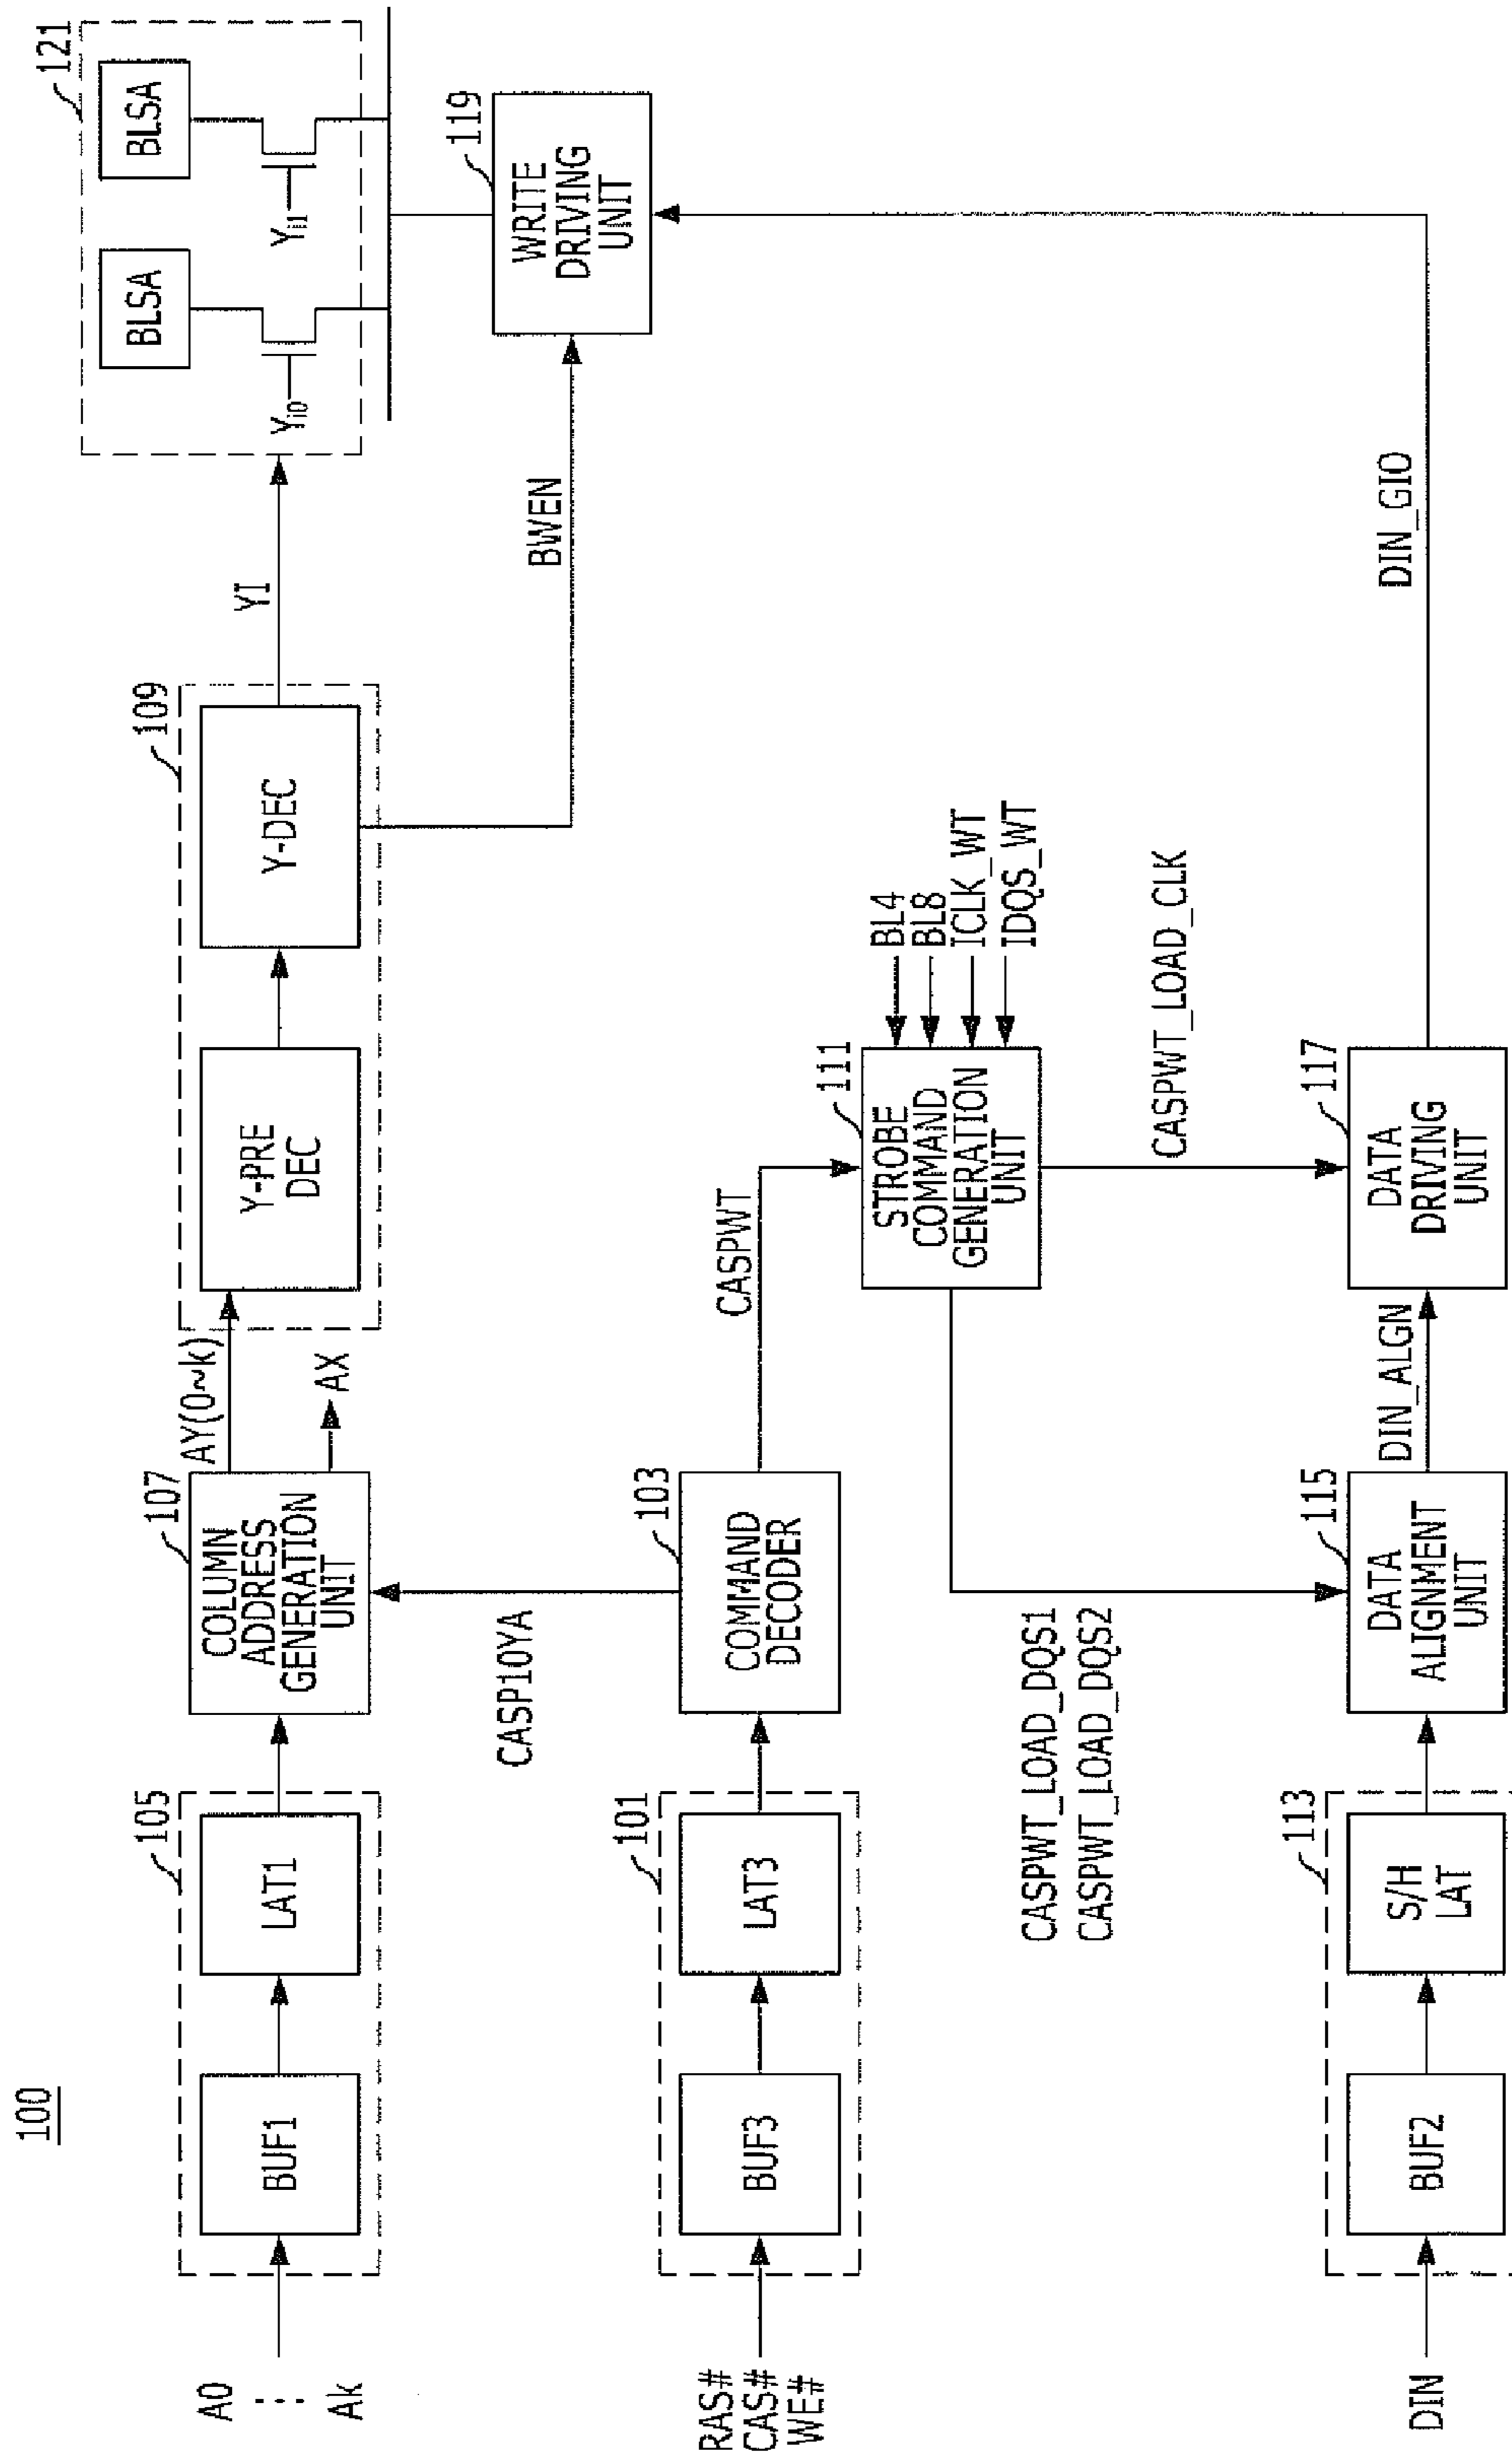 100
A0
Ak
BUF1
LAT1
105
COLUMN
ADDRESS
GENERATION
UNIT
107
AY(0~k)
AX
Y-PRE
DEC
Y-DEC
109
YI
BLSA
BLSA
Yi0
Yi1
121
RAS#
CAS#
WE#
BUF3
LAT3
101
CASP10YA
COMMAND
DECODER
103
CASPWT
BWEN
WRITE
DRIVING
UNIT
119
STROBE
COMMAND
GENERATION
UNIT
111
BL4
BL8
ICLK_WT
IDQS_WT
CASPWT_LOAD_DQS1
CASPWT_LOAD_DQS2
CASPWT_LOAD_CLK
DIN
BUF2
S/H
LAT
113
DATA
ALIGNMENT
UNIT
115
DIN_ALGN
DATA
DRIVING
UNIT
117
DIN_GIO